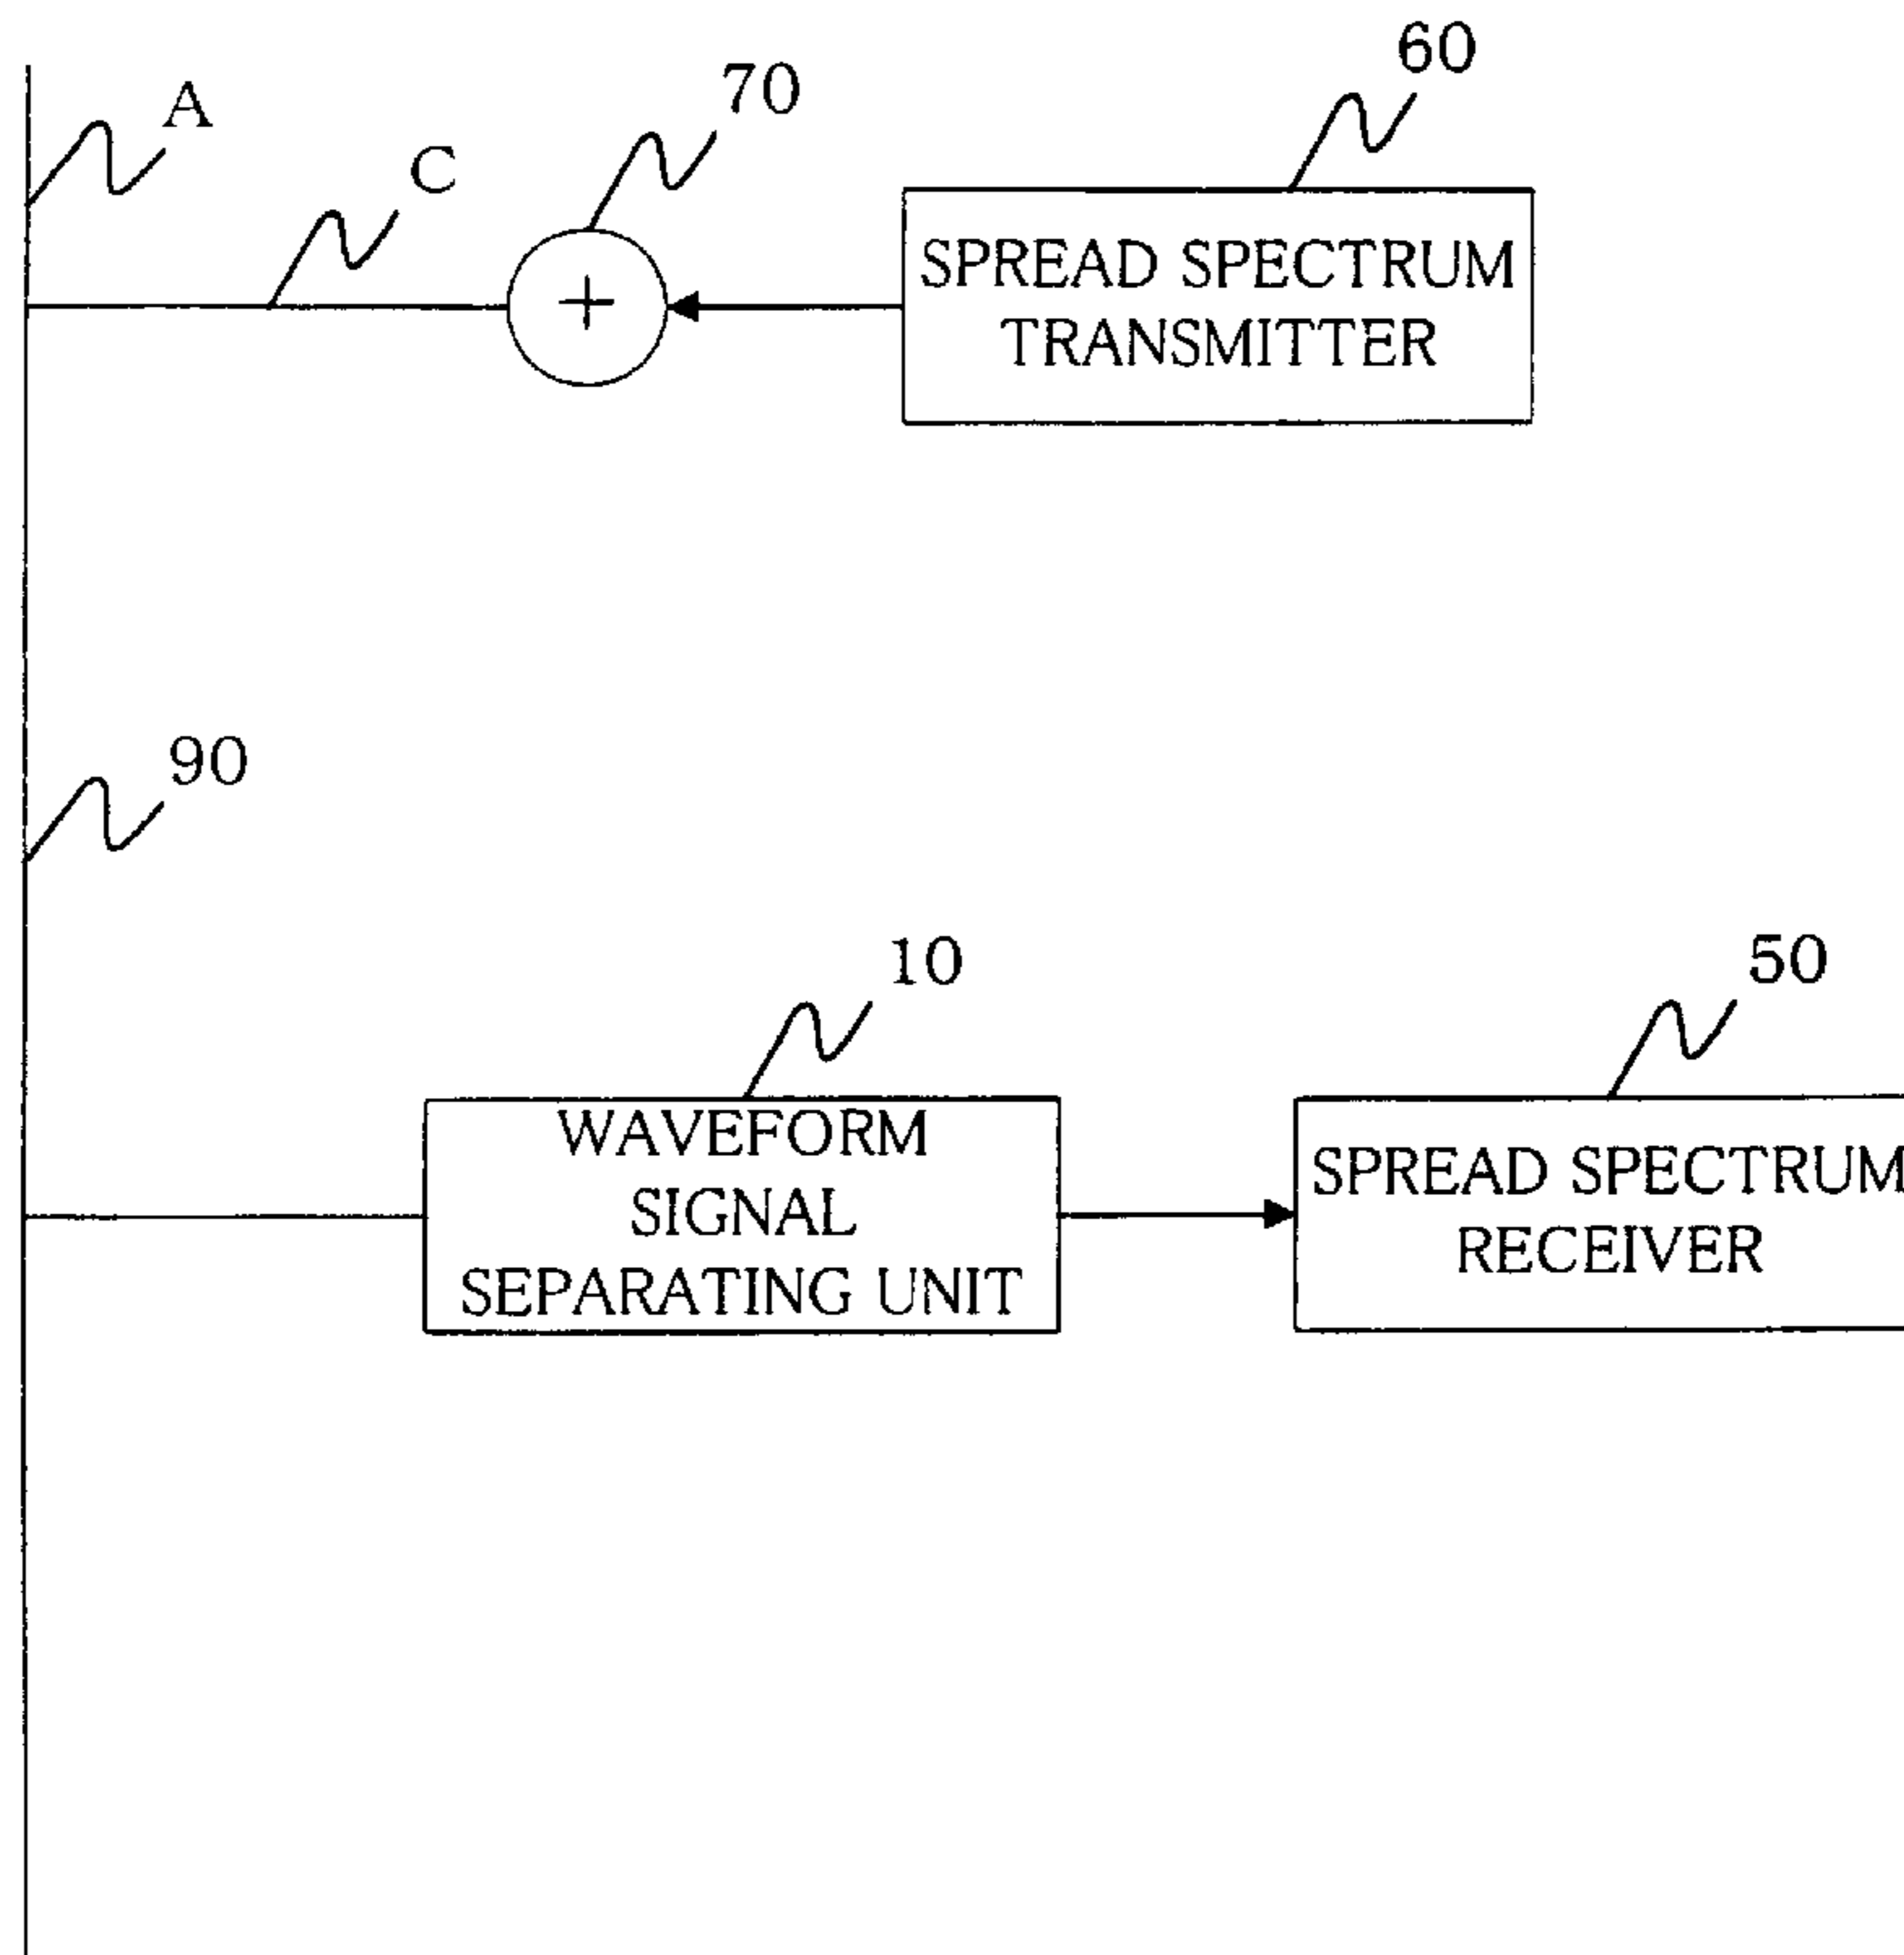 60
70
A
C
SPREAD SPECTRUM
TRANSMITTER
+
90
10
50
WAVEFORM
SIGNAL
SEPARATING UNIT
SPREAD SPECTRUM
RECEIVER